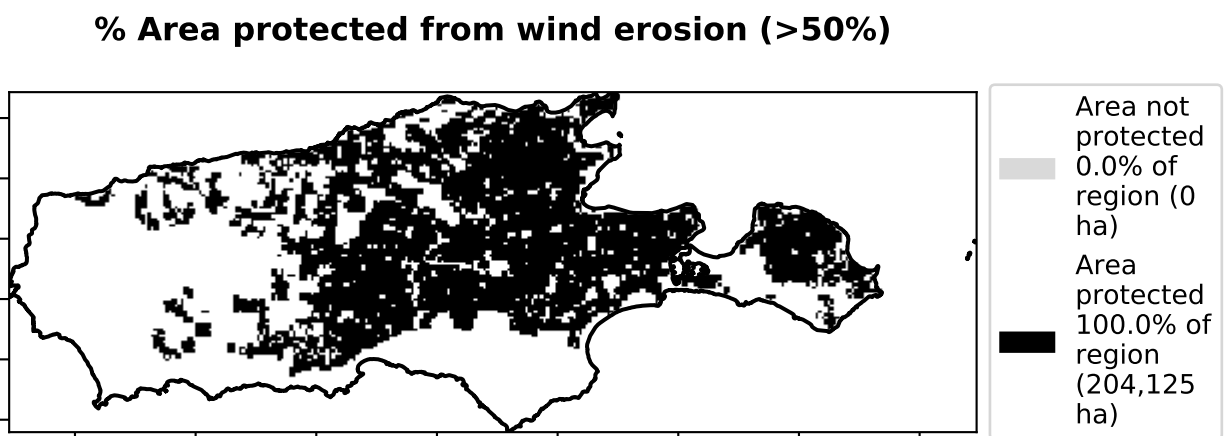 % Area protected from wind erosion (>50%)
Area not
protected
0.0% of
region (0
ha)
Area
protected
100.0% of
region
(204,125
ha)